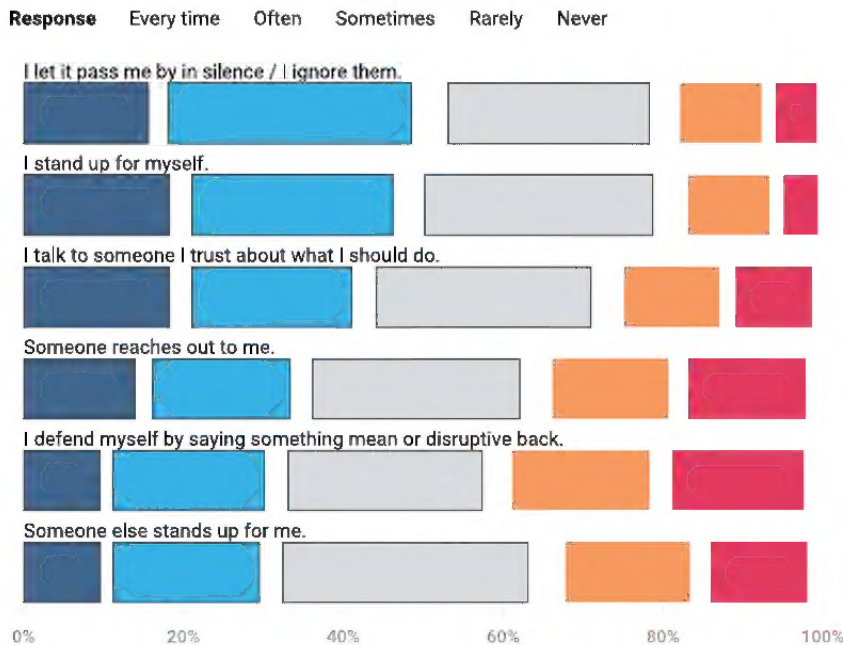 Response Every time Often Sometimes Rarely Never
I let it pass me by in silence / I ignore them.
I stand up for myself.
I talk to someone I trust about what I should do.
Someone reaches out to me.
I defend myself by saying something mean or disruptive back.
Someone else stands up for me.
0% 20% 40% 60% 80% 100%